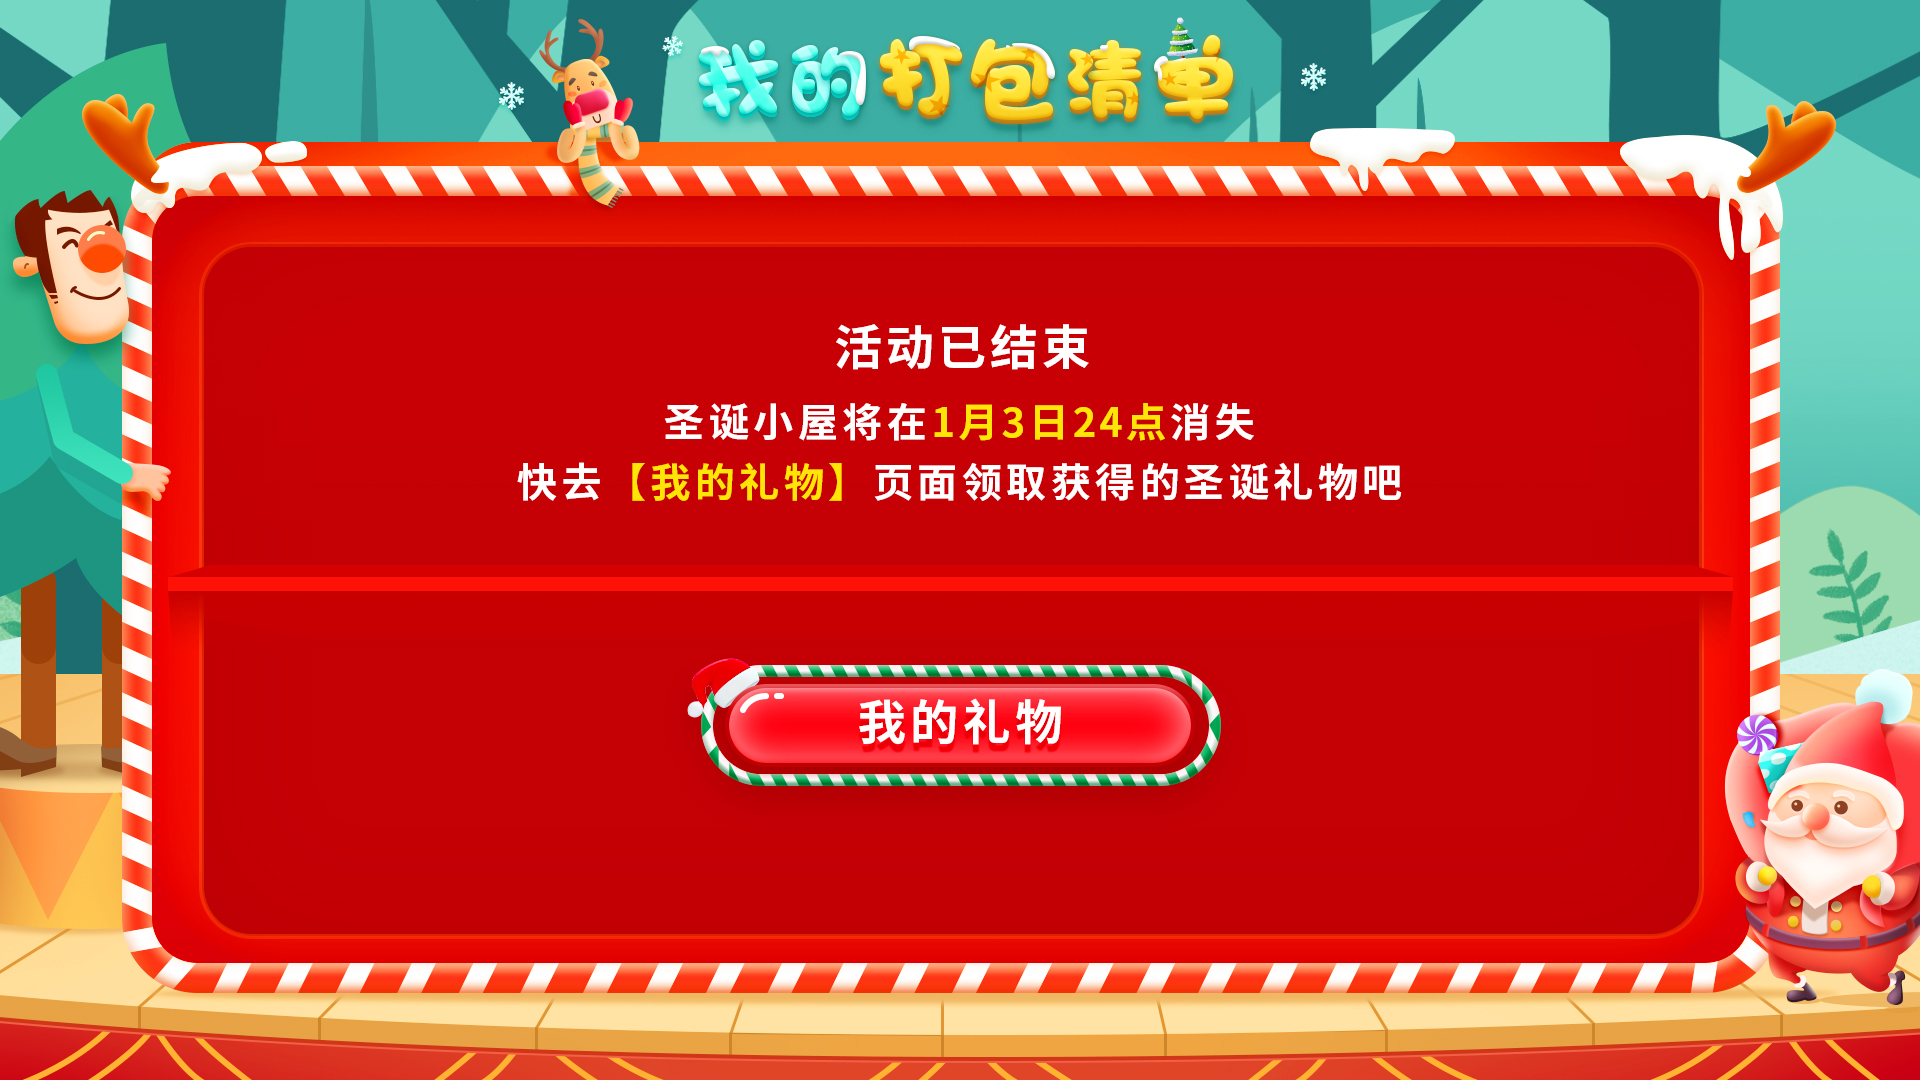 我的打包清单
活动已结束
圣诞小屋将在1月3日24点消失
快去【我的礼物】页面领取获得的圣诞礼物吧
我的礼物